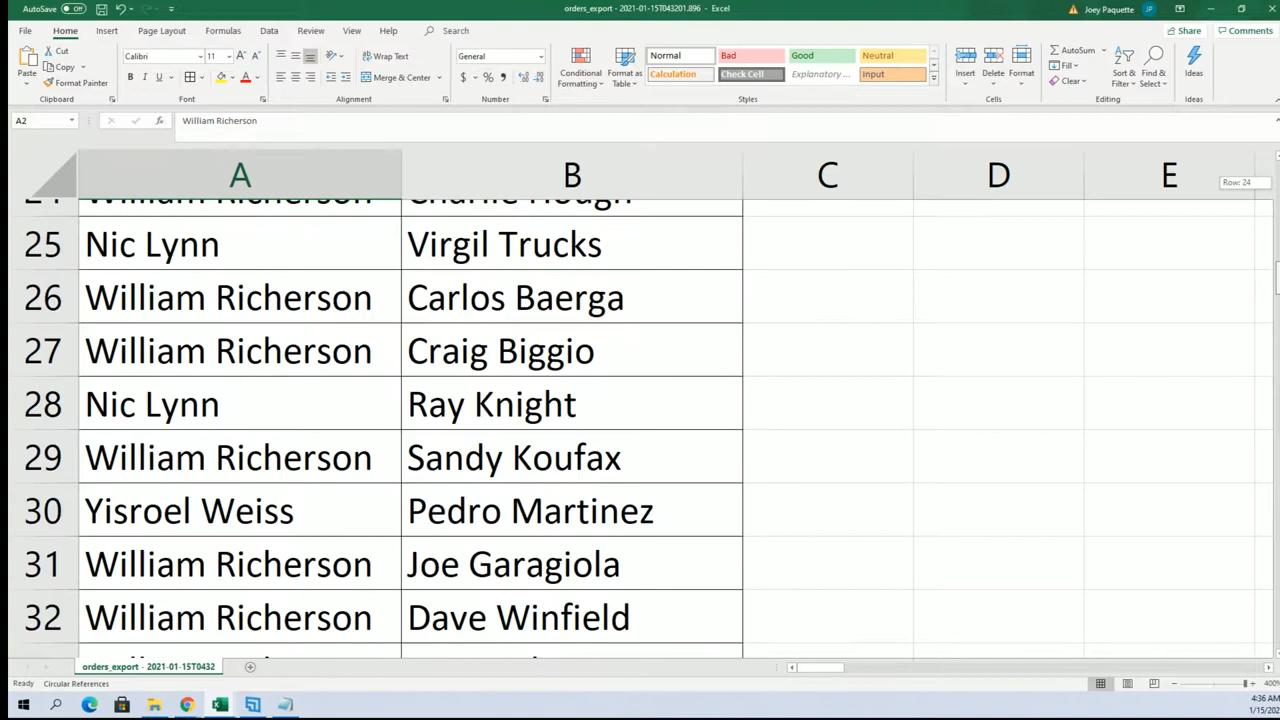 AutoSave Off
orders_export - 2021-01-15T043201.896 - Excel
Joey Paquette JP
File Home Insert Page Layout Formulas Data Review View Help Search Share Comments
Paste Cut Copy Format Painter
Clipboard
Calibri 11
B I U A
Font
Wrap Text
Merge & Center
Alignment
General
$ % ,
Number
Conditional Formatting
Format as Table
Normal Bad Good Neutral
Calculation Check Cell Explanatory ... Input
Styles
Insert Delete Format
Cells
AutoSum Fill Clear
Sort & Filter
Find & Select
Editing
Ideas
Ideas
A2 fx William Richerson
A B C D E
Row: 24
24 William Richerson Charlie Hough
25 Nic Lynn Virgil Trucks
26 William Richerson Carlos Baerga
27 William Richerson Craig Biggio
28 Nic Lynn Ray Knight
29 William Richerson Sandy Koufax
30 Yisroel Weiss Pedro Martinez
31 William Richerson Joe Garagiola
32 William Richerson Dave Winfield
orders_export - 2021-01-15T0432
Ready Circular References 400%
4:36 AM
1/15/202